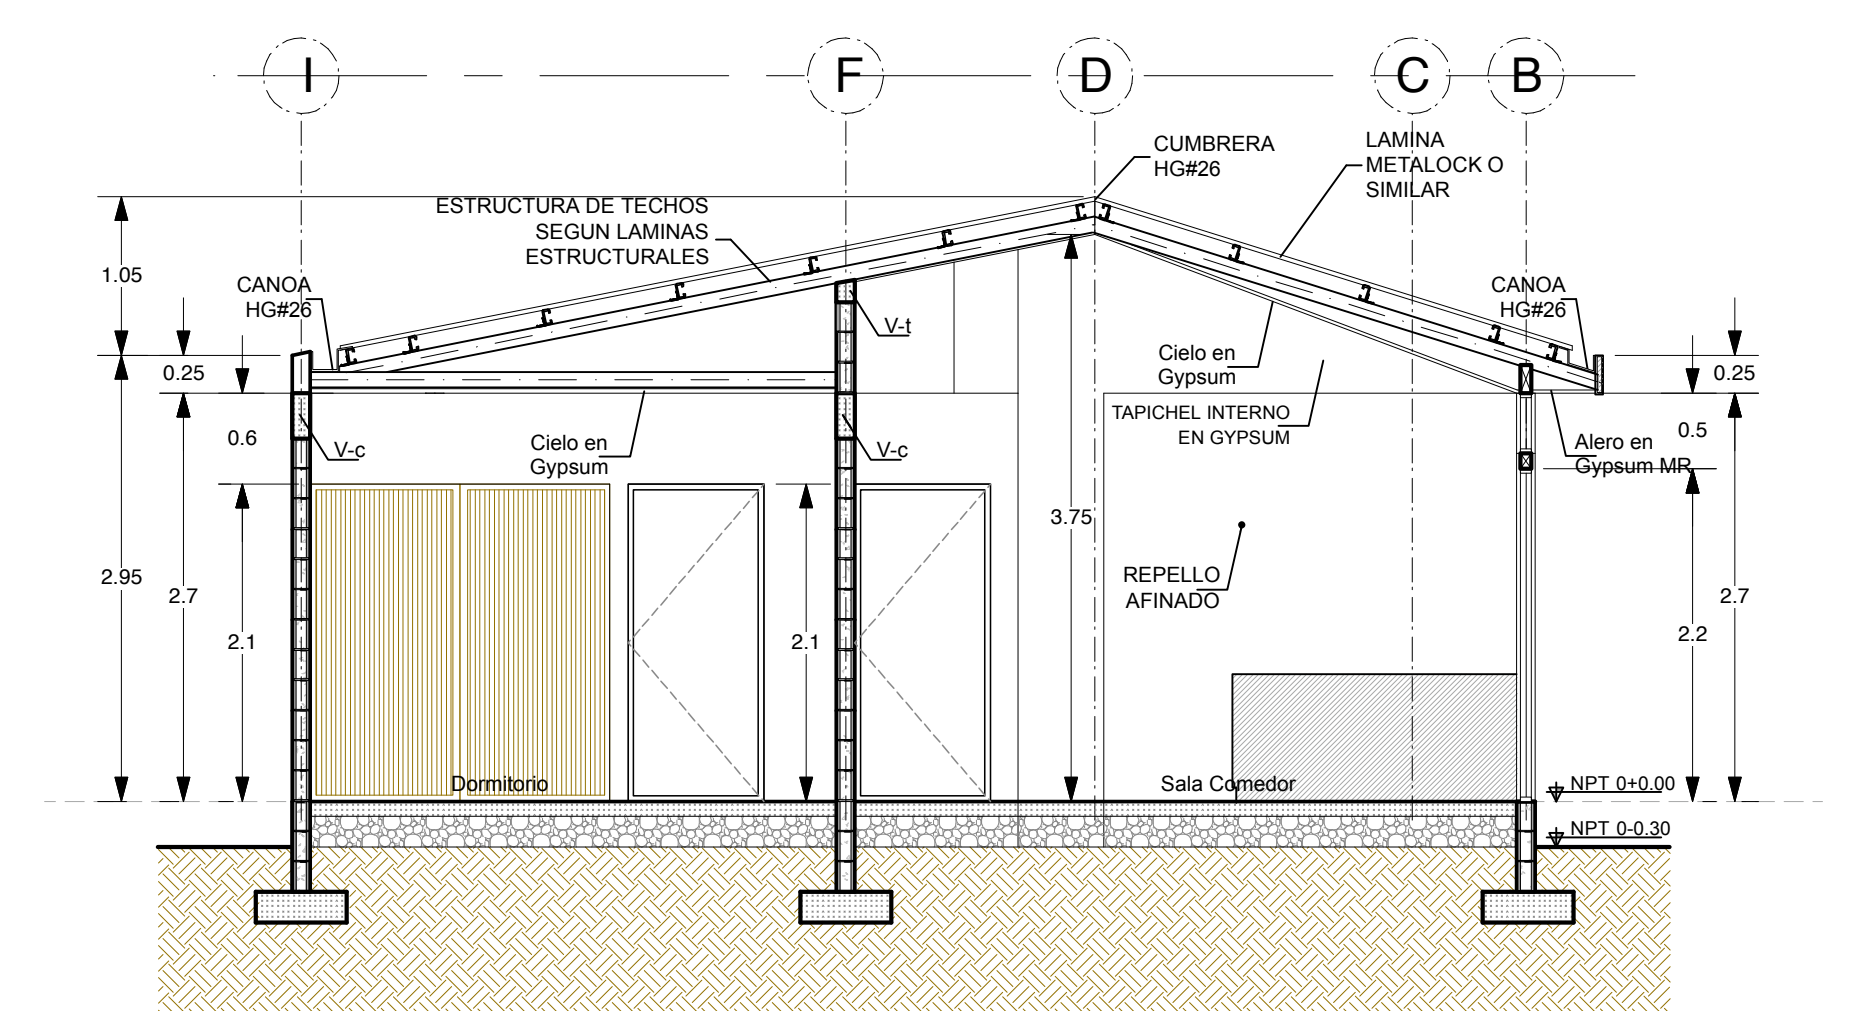 I F D C B
CUMBRERA
HG#26
LAMINA
METALOCK O
SIMILAR
ESTRUCTURA DE TECHOS
SEGUN LAMINAS
ESTRUCTURALES
1.05
CANOA
HG#26
CANOA
HG#26
V-t
Cielo en
Gypsum
0.25
0.25
TAPICHEL INTERNO
EN GYPSUM
0.6
V-c
Cielo en
Gypsum
V-c
0.5
Alero en
Gypsum MR
3.75
2.95
2.7
REPELLO
AFINADO
2.7
2.1
2.1
2.2
Dormitorio
Sala Comedor
NPT 0+0.00
NPT 0-0.30